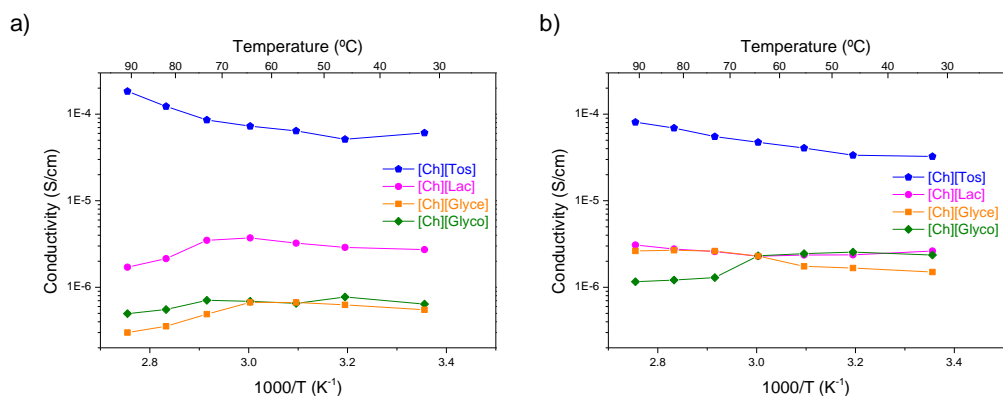 a)
Temperature (ºC)
90 80 70 60 50 40 30
1E-4
1E-5
1E-6
Conductivity (S/cm)
[Ch][Tos]
[Ch][Lac]
[Ch][Glyce]
[Ch][Glyco]
2.8 3.0 3.2 3.4
1000/T (K⁻¹)
b)
Temperature (ºC)
90 80 70 60 50 40 30
1E-4
1E-5
1E-6
Conductivity (S/cm)
[Ch][Tos]
[Ch][Lac]
[Ch][Glyce]
[Ch][Glyco]
2.8 3.0 3.2 3.4
1000/T (K⁻¹)